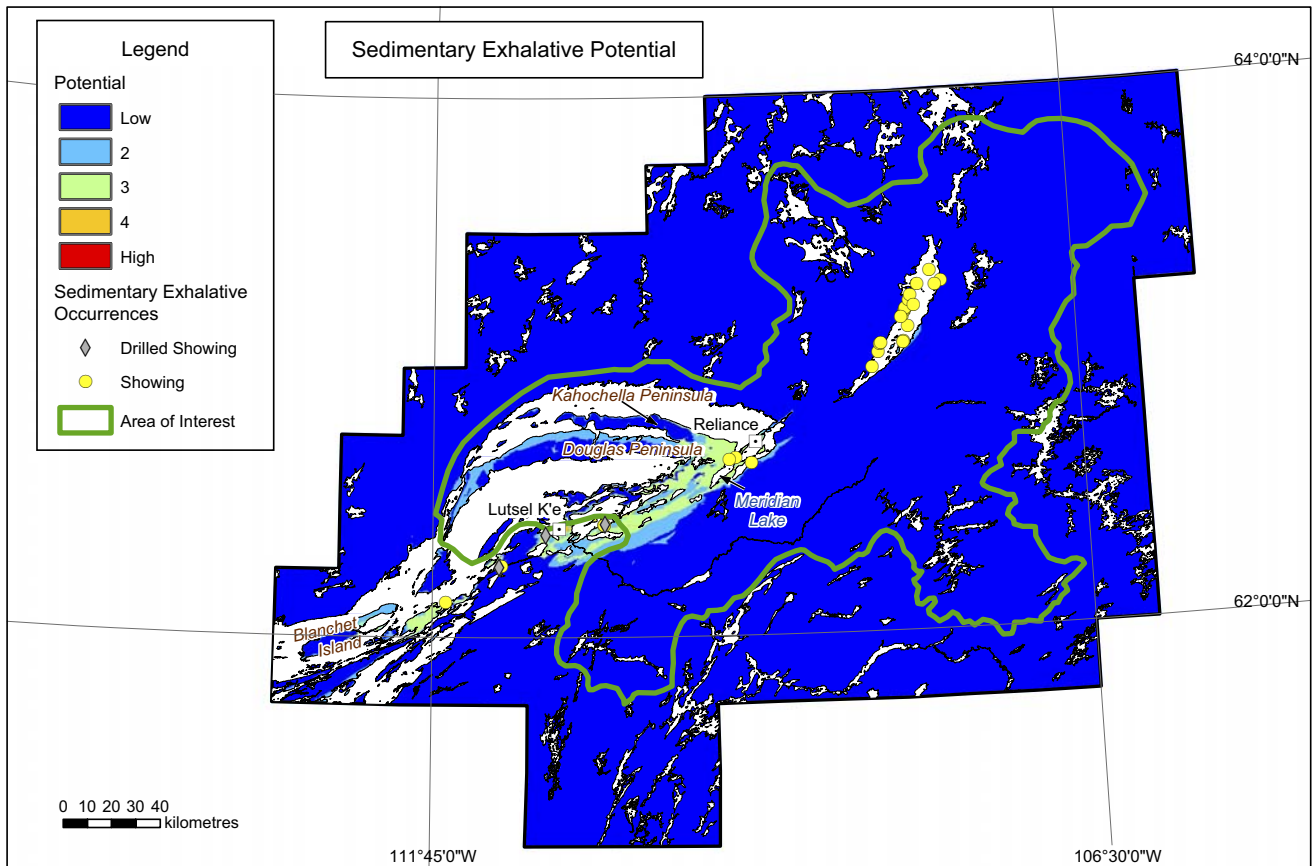 Legend
Potential
Low
2
3
4
High
Sedimentary Exhalative
Occurrences
Drilled Showing
Showing
Area of Interest
Sedimentary Exhalative Potential
64°0'0"N
Kahochella Peninsula
Reliance
Douglas Peninsula
Meridian
Lake
Lutsel K'e
62°0'0"N
Blanchet
Island
0 10 20 30 40
kilometres
111°45'0"W
106°30'0"W